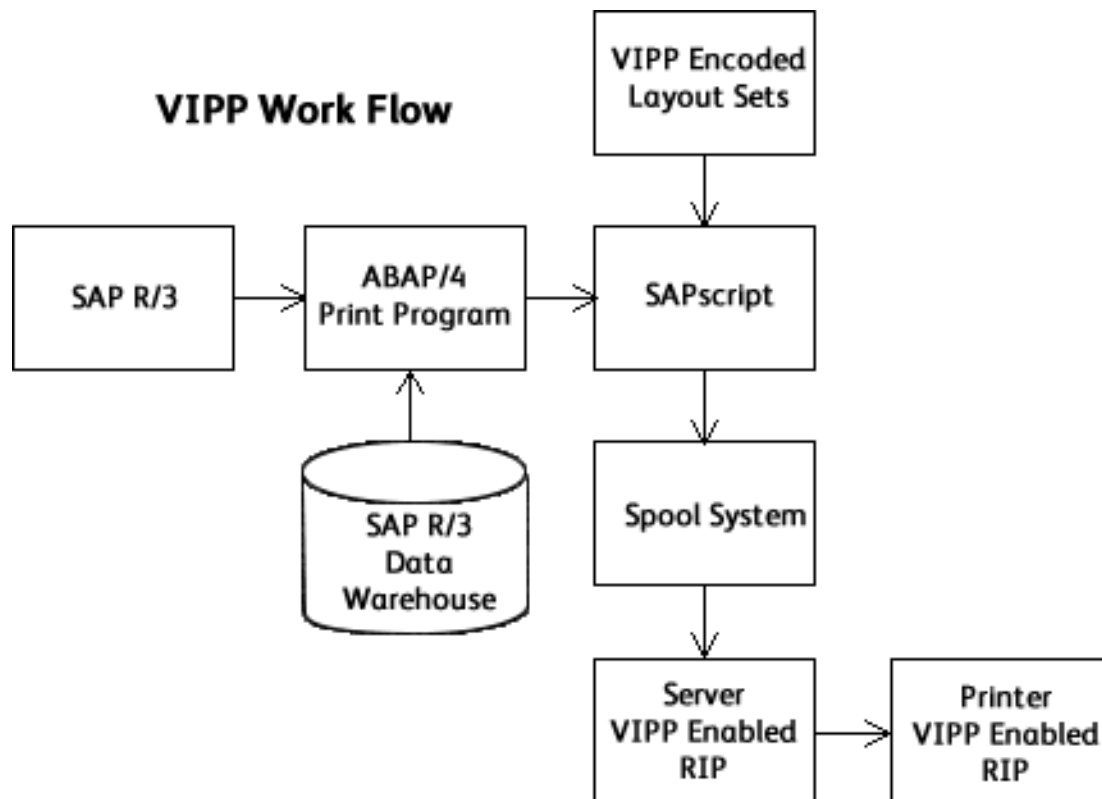 VIPP Encoded
Layout Sets
VIPP Work Flow
SAP R/3
ABAP/4
Print Program
SAPscript
SAP R/3
Data
Warehouse
Spool System
Server
VIPP Enabled
RIP
Printer
VIPP Enabled
RIP